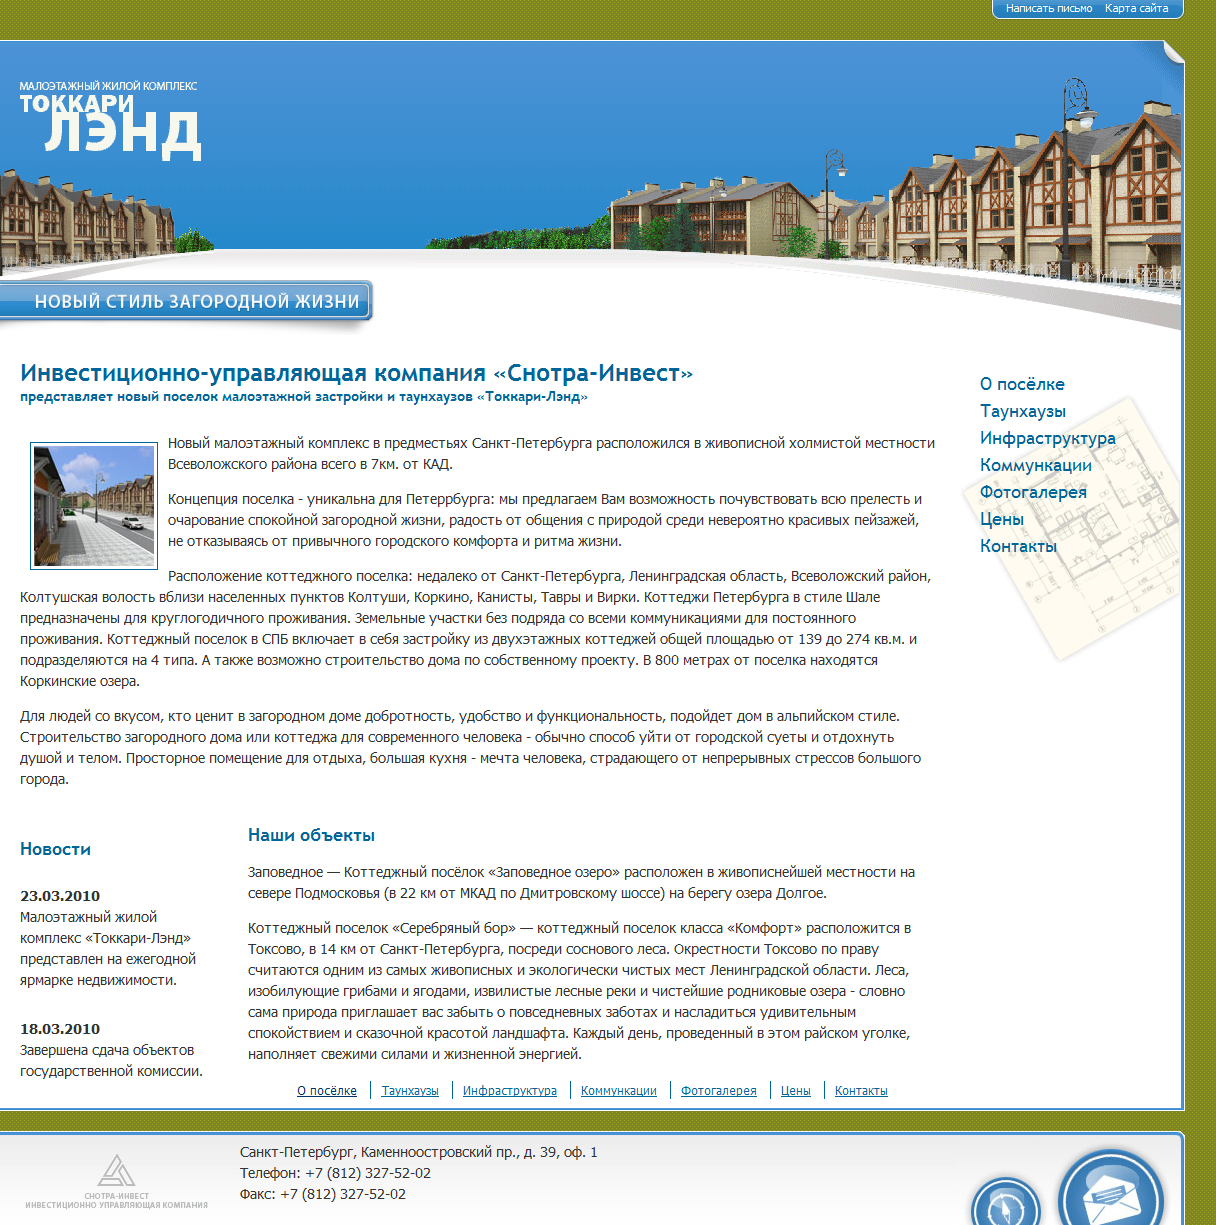 Написать письмо Карта сайта
МАЛОЭТАЖНЫЙ ЖИЛОЙ КОМПЛЕКС
ТОККАРИ
ЛЭНД
НОВЫЙ СТИЛЬ ЗАГОРОДНОЙ ЖИЗНИ
Инвестиционно-управляющая компания «Снотра-Инвест»
представляет новый поселок малоэтажной застройки и таунхаузов «Токкари-Лэнд»
Новый малоэтажный комплекс в предместьях Санкт-Петербурга расположился в живописной холмистой местности
Всеволожского района всего в 7км. от КАД.
Концепция поселка - уникальна для Петеррбурга: мы предлагаем Вам возможность почувствовать всю прелесть и
очарование спокойной загородной жизни, радость от общения с природой среди невероятно красивых пейзажей,
не отказываясь от привычного городского комфорта и ритма жизни.
Расположение коттеджного поселка: недалеко от Санкт-Петербурга, Ленинградская область, Всеволожский район,
Колтушская волость вблизи населенных пунктов Колтуши, Коркино, Канисты, Тавры и Вирки. Коттеджи Петербурга в стиле Шале
предназначены для круглогодичного проживания. Земельные участки без подряда со всеми коммуникациями для постоянного
проживания. Коттеджный поселок в СПБ включает в себя застройку из двухэтажных коттеджей общей площадью от 139 до 274 кв.м. и
подразделяются на 4 типа. А также возможно строительство дома по собственному проекту. В 800 метрах от поселка находятся
Коркинские озера.
Для людей со вкусом, кто ценит в загородном доме добротность, удобство и функциональность, подойдет дом в альпийском стиле.
Строительство загородного дома или коттеджа для современного человека - обычно способ уйти от городской суеты и отдохнуть
душой и телом. Просторное помещение для отдыха, большая кухня - мечта человека, страдающего от непрерывных стрессов большого
города.
О посёлке
Таунхаузы
Инфраструктура
Коммункации
Фотогалерея
Цены
Контакты
Новости
23.03.2010
Малоэтажный жилой
комплекс «Токкари-Лэнд»
представлен на ежегодной
ярмарке недвижимости.
18.03.2010
Завершена сдача объектов
государственной комиссии.
Наши объекты
Заповедное — Коттеджный посёлок «Заповедное озеро» расположен в живописнейшей местности на
севере Подмосковья (в 22 км от МКАД по Дмитровскому шоссе) на берегу озера Долгое.
Коттеджный поселок «Серебряный бор» — коттеджный поселок класса «Комфорт» расположится в
Токсово, в 14 км от Санкт-Петербурга, посреди соснового леса. Окрестности Токсово по праву
считаются одним из самых живописных и экологически чистых мест Ленинградской области. Леса,
изобилующие грибами и ягодами, извилистые лесные реки и чистейшие родниковые озера - словно
сама природа приглашает вас забыть о повседневных заботах и насладиться удивительным
спокойствием и сказочной красотой ландшафта. Каждый день, проведенный в этом райском уголке,
наполняет свежими силами и жизненной энергией.
О посёлке Таунхаузы Инфраструктура Коммункации Фотогалерея Цены Контакты
СНОТРА-ИНВЕСТ
ИНВЕСТИЦИОННО УПРАВЛЯЮЩАЯ КОМПАНИЯ
Санкт-Петербург, Каменноостровский пр., д. 39, оф. 1
Телефон: +7 (812) 327-52-02
Факс: +7 (812) 327-52-02